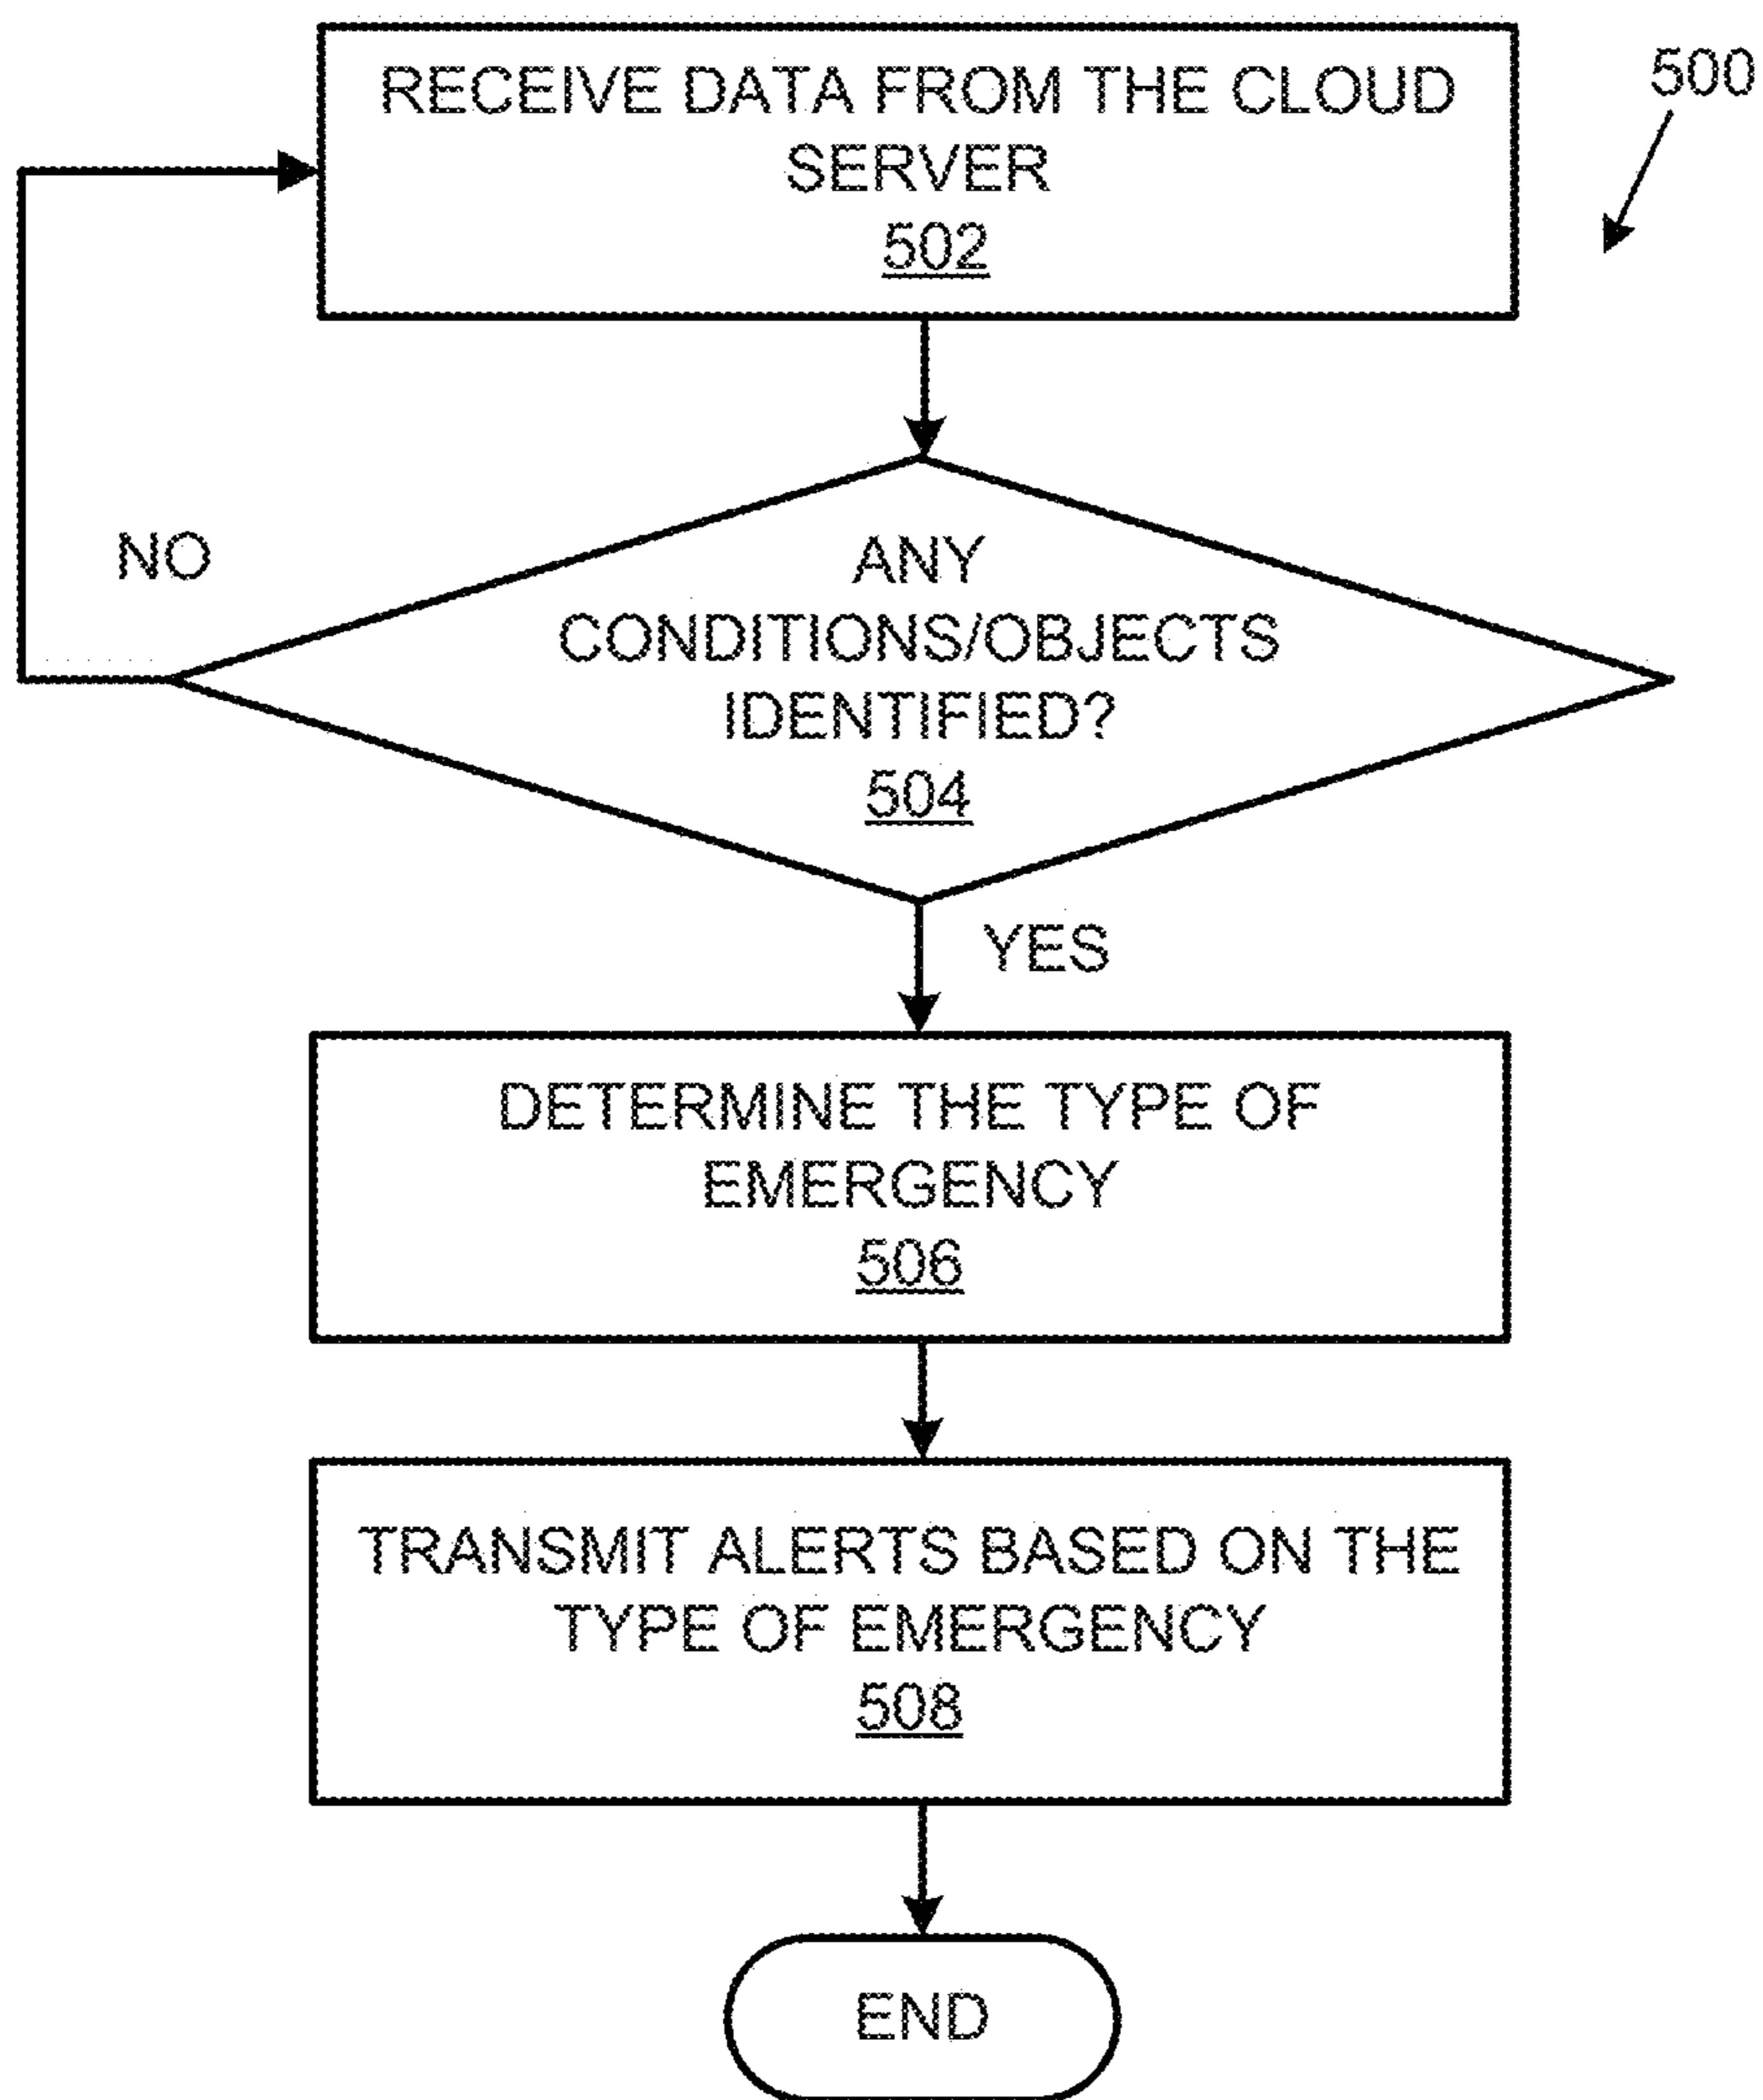 RECEIVE DATA FROM THE CLOUD
SERVER
502
500
ANY
CONDITIONS/OBJECTS
IDENTIFIED?
504
NO
YES
DETERMINE THE TYPE OF
EMERGENCY
506
TRANSMIT ALERTS BASED ON THE
TYPE OF EMERGENCY
508
END